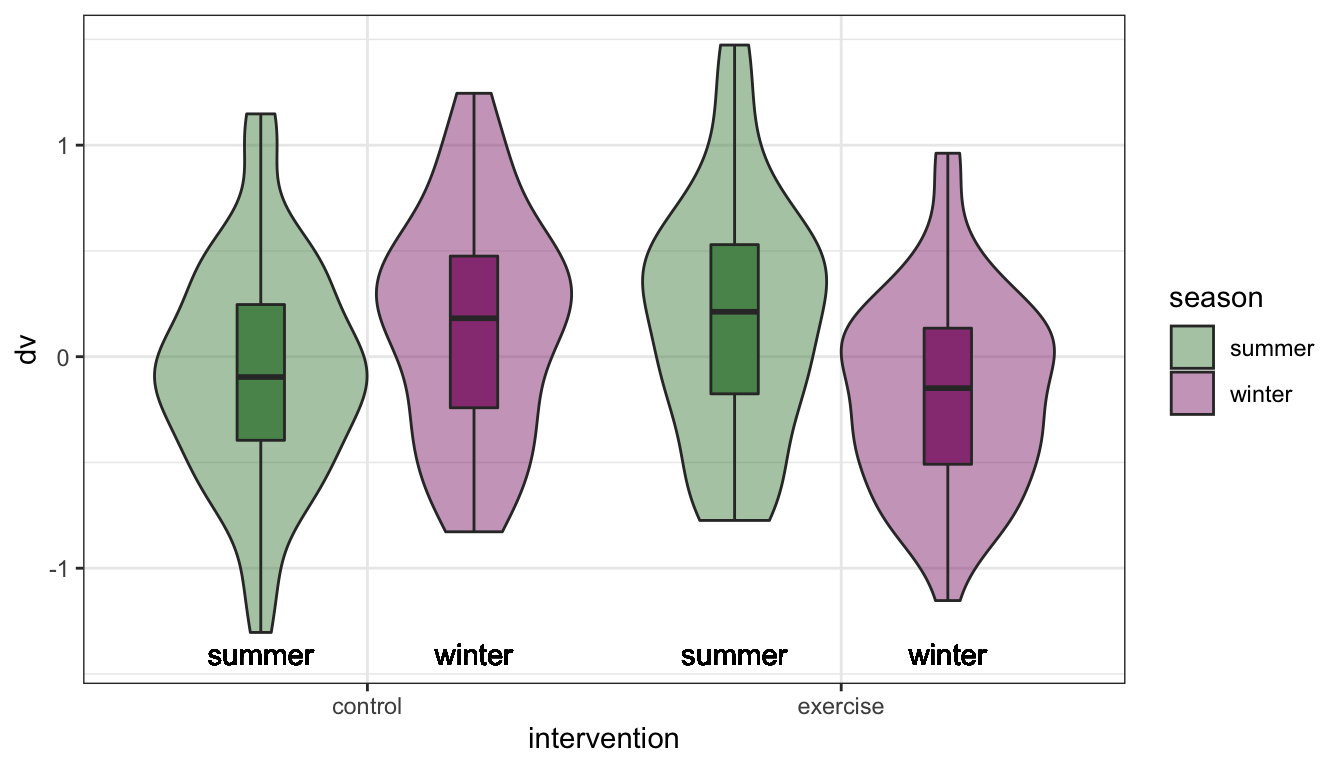 1
0
-1
dv
summer
winter
summer
winter
control
exercise
intervention
season
summer
winter